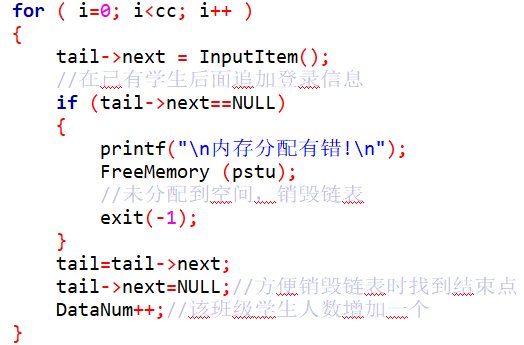 for ( i=0; i<cc; i++ )
{
    tail->next = InputItem();
    //在已有学生后面追加登录信息
    if (tail->next==NULL)
    {
        printf("\n内存分配有错!\n");
        FreeMemory (pstu);
        //未分配到空间，销毁链表
        exit(-1);
    }
    tail=tail->next;
    tail->next=NULL;//方便销毁链表时找到结束点
    DataNum++;//该班级学生人数增加一个
}